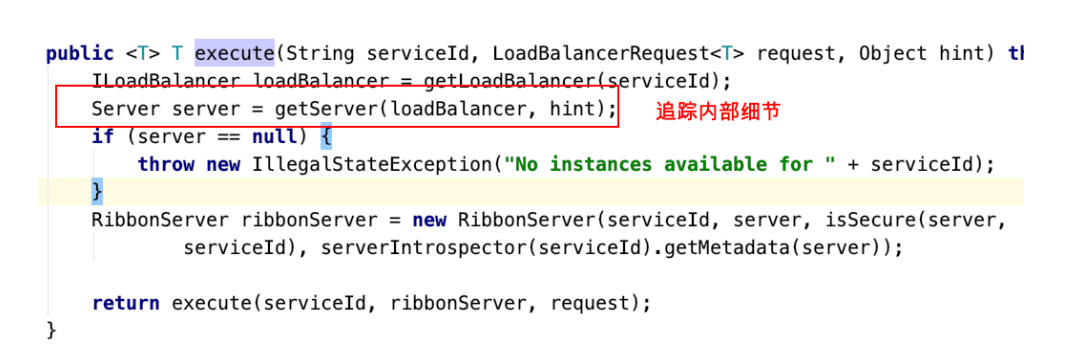 public <T> T execute(String serviceId, LoadBalancerRequest<T> request, Object hint) th
ILoadBalancer loadBalancer = getLoadBalancer(serviceId);
Server server = getServer(loadBalancer, hint); 追踪内部细节
if (server == null) {
throw new IllegalStateException("No instances available for " + serviceId);
}
RibbonServer ribbonServer = new RibbonServer(serviceId, server, isSecure(server,
serviceId), serverIntrospector(serviceId).getMetadata(server));
return execute(serviceId, ribbonServer, request);
}